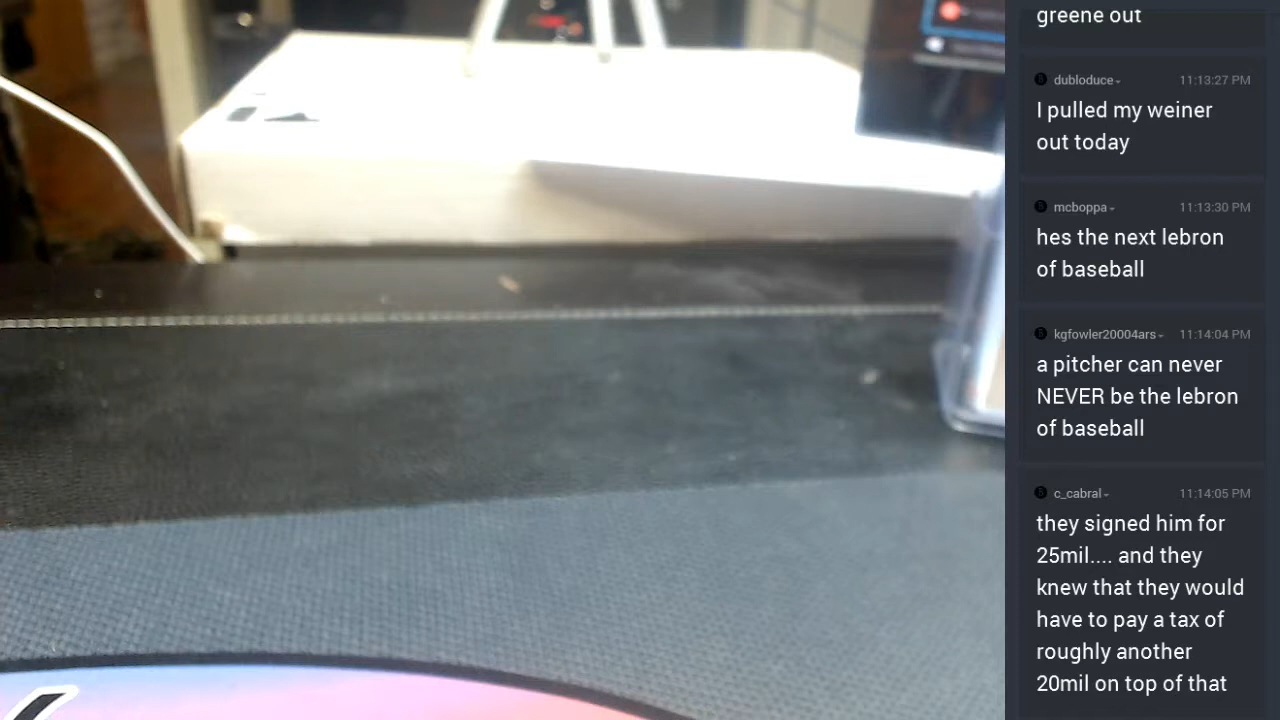 greene out
dubloduce 11:13:27 PM
I pulled my weiner
out today
mcboppa 11:13:30 PM
hes the next lebron
of baseball
kgfowler20004ars 11:14:04 PM
a pitcher can never
NEVER be the lebron
of baseball
c_cabral 11:14:05 PM
they signed him for
25mil.... and they
knew that they would
have to pay a tax of
roughly another
20mil on top of that